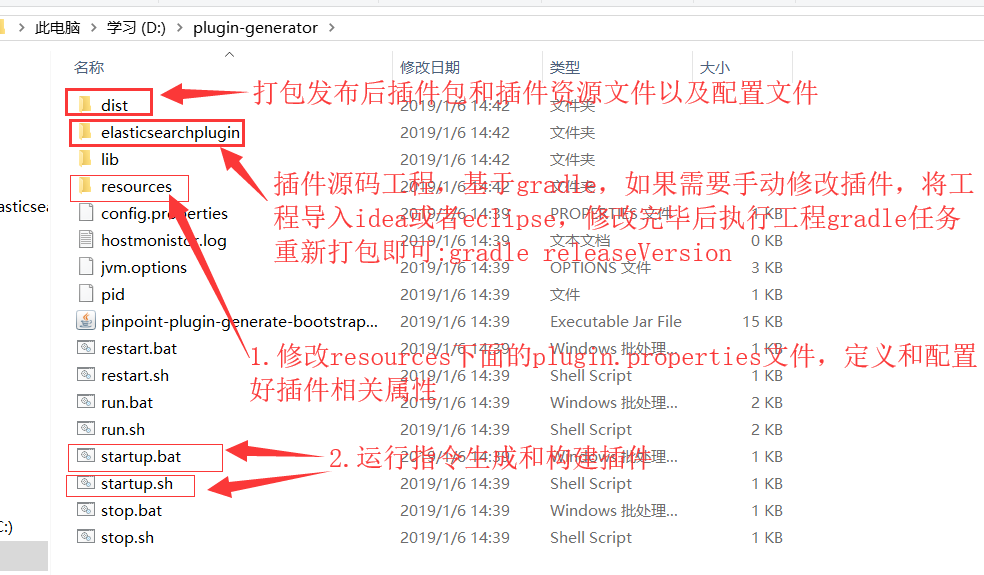 此电脑 > 学习 (D:) > plugin-generator >
名称 修改日期 类型 大小
dist 2019/1/6 14:42 文件夹
打包发布后插件包和插件资源文件以及配置文件
elasticsearchplugin 2019/1/6 14:42 文件夹
lib 2019/1/6 14:42 文件夹
resources 2019/1/6 14:42 文件夹
插件源码工程，基于gradle，如果需要手动修改插件，将工
程导入idea或者eclipse，修改完毕后执行工程gradle任务
重新打包即可:gradle releaseVersion
asticsea
config.properties 2019/1/6 14:39 PROPERTIES 文件 1 KB
hostmonistor.log 2019/1/6 14:39 文本文档 0 KB
jvm.options 2019/1/6 14:39 OPTIONS 文件 3 KB
pid 2019/1/6 14:39 文件 1 KB
pinpoint-plugin-generate-bootstrap... 2019/1/6 14:39 Executable Jar File 15 KB
restart.bat 2019/1/6 14:39 Windows 批处理... 1 KB
1.修改resources下面的plugin.properties文件，定义和配置
好插件相关属性
restart.sh 2019/1/6 14:39 Shell Script 1 KB
run.bat 2019/1/6 14:39 Windows 批处理... 2 KB
run.sh 2019/1/6 14:39 Shell Script 2 KB
startup.bat 2019/1/6 14:39 Windows 批处理... 1 KB
2.运行指令生成和构建插件
startup.sh 2019/1/6 14:39 Shell Script 1 KB
stop.bat 2019/1/6 14:39 Windows 批处理... 1 KB
stop.sh 2019/1/6 14:39 Shell Script 1 KB
C:)